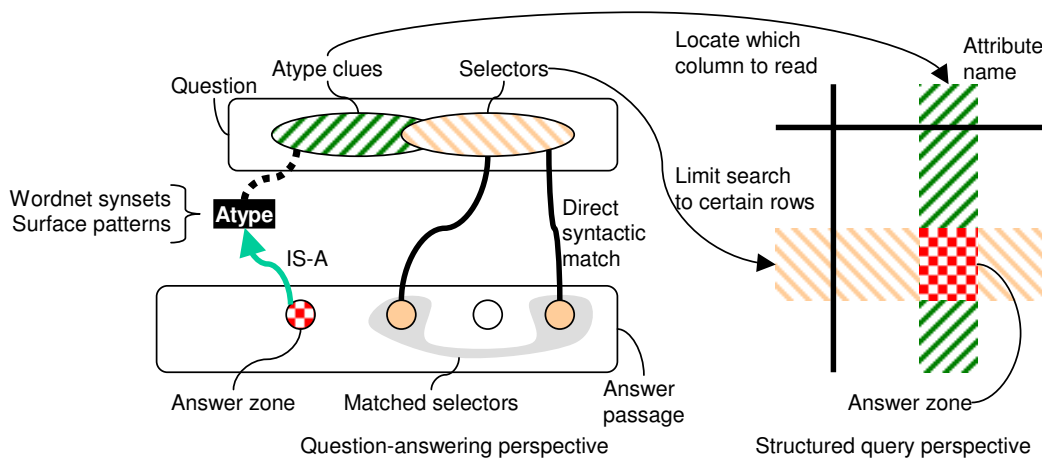 Locate which
column to read
Attribute
name
Atype clues
Selectors
Question
Limit search
to certain rows
Wordnet synsets
Surface patterns
Atype
Direct
syntactic
match
IS-A
Answer zone
Matched selectors
Answer
passage
Answer zone
Question-answering perspective
Structured query perspective